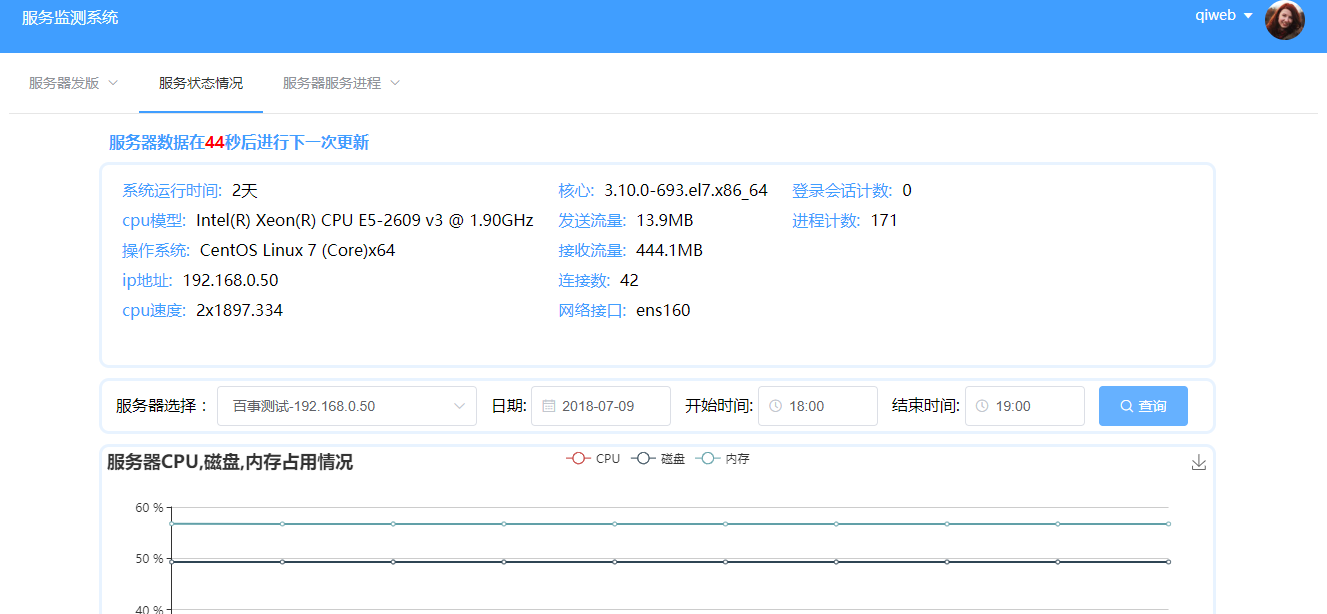 服务监测系统
qiweb
服务器发版 服务状态情况 服务器服务进程
服务器数据在44秒后进行下一次更新
系统运行时间: 2天 核心: 3.10.0-693.el7.x86_64 登录会话计数: 0
cpu模型: Intel(R) Xeon(R) CPU E5-2609 v3 @ 1.90GHz 发送流量: 13.9MB 进程计数: 171
操作系统: CentOS Linux 7 (Core)x64 接收流量: 444.1MB
ip地址: 192.168.0.50 连接数: 42
cpu速度: 2x1897.334 网络接口: ens160
服务器选择： 百事测试-192.168.0.50 日期: 2018-07-09 开始时间: 18:00 结束时间: 19:00 查询
服务器CPU,磁盘,内存占用情况 CPU 磁盘 内存
60 %
50 %
40 %